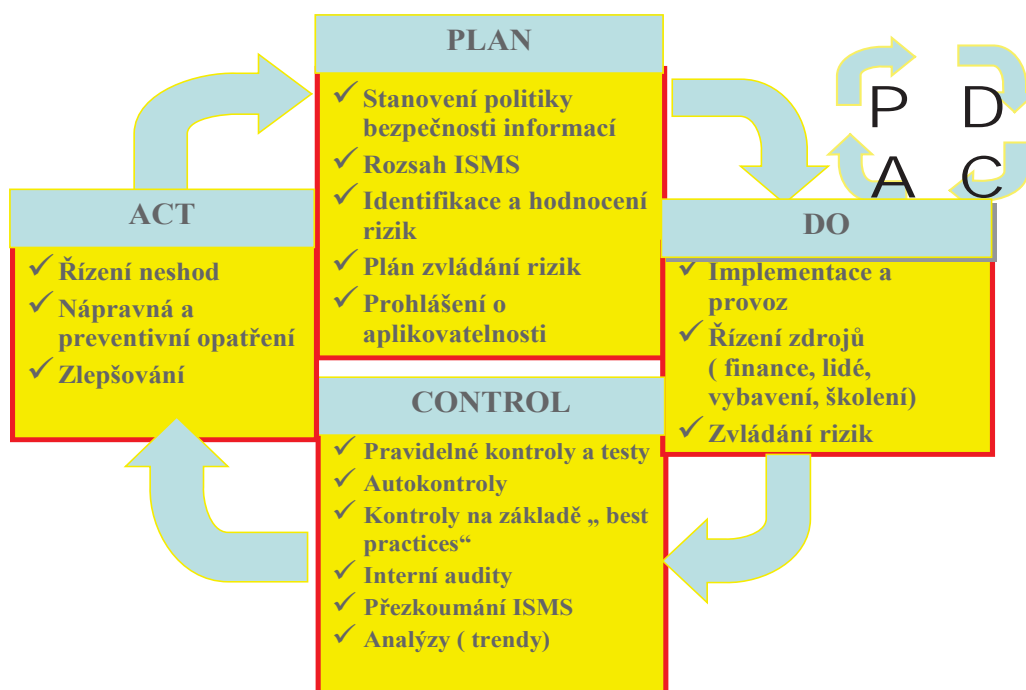 PLAN
Stanovení politiky
bezpečnosti informací
Rozsah ISMS
Identifikace a hodnocení
rizik
Plán zvládání rizik
Prohlášení o
aplikovatelnosti
P D
A C
DO
Implementace a
provoz
Řízení zdrojů
( finance, lidé,
vybavení, školení)
Zvládání rizik
CONTROL
Pravidelné kontroly a testy
Autokontroly
Kontroly na základě „ best
practices“
Interní audity
Přezkoumání ISMS
Analýzy ( trendy)
ACT
Řízení neshod
Nápravná a
preventivní opatření
Zlepšování